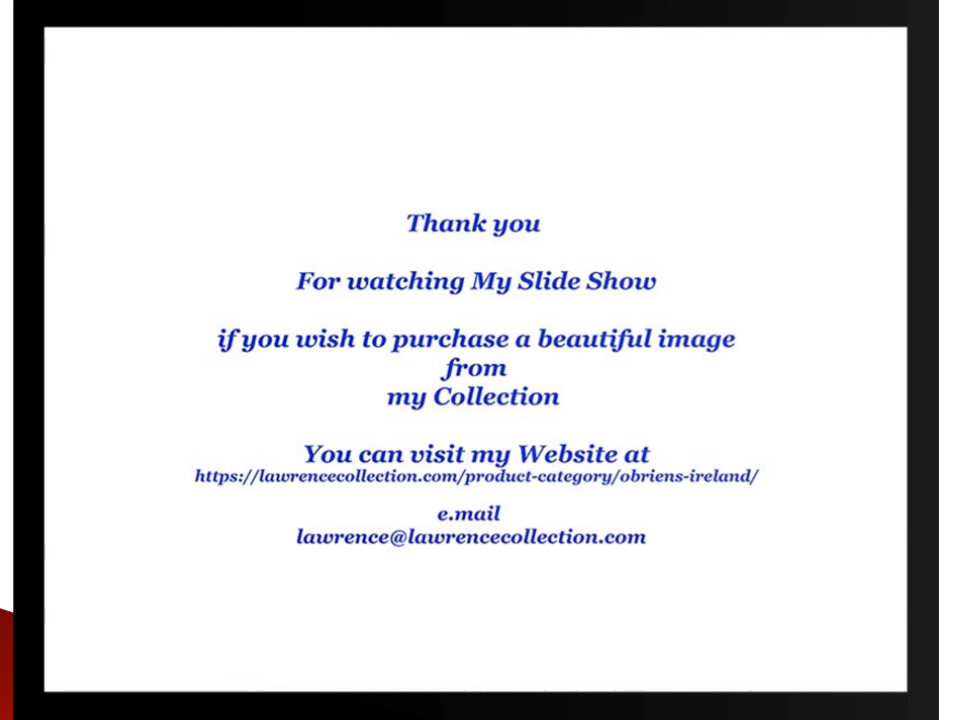 Thank you
For watching My Slide Show
if you wish to purchase a beautiful image
from
my Collection
You can visit my Website at
https://lawrencecollection.com/product-category/obriens-ireland/
e.mail
lawrence@lawrencecollection.com